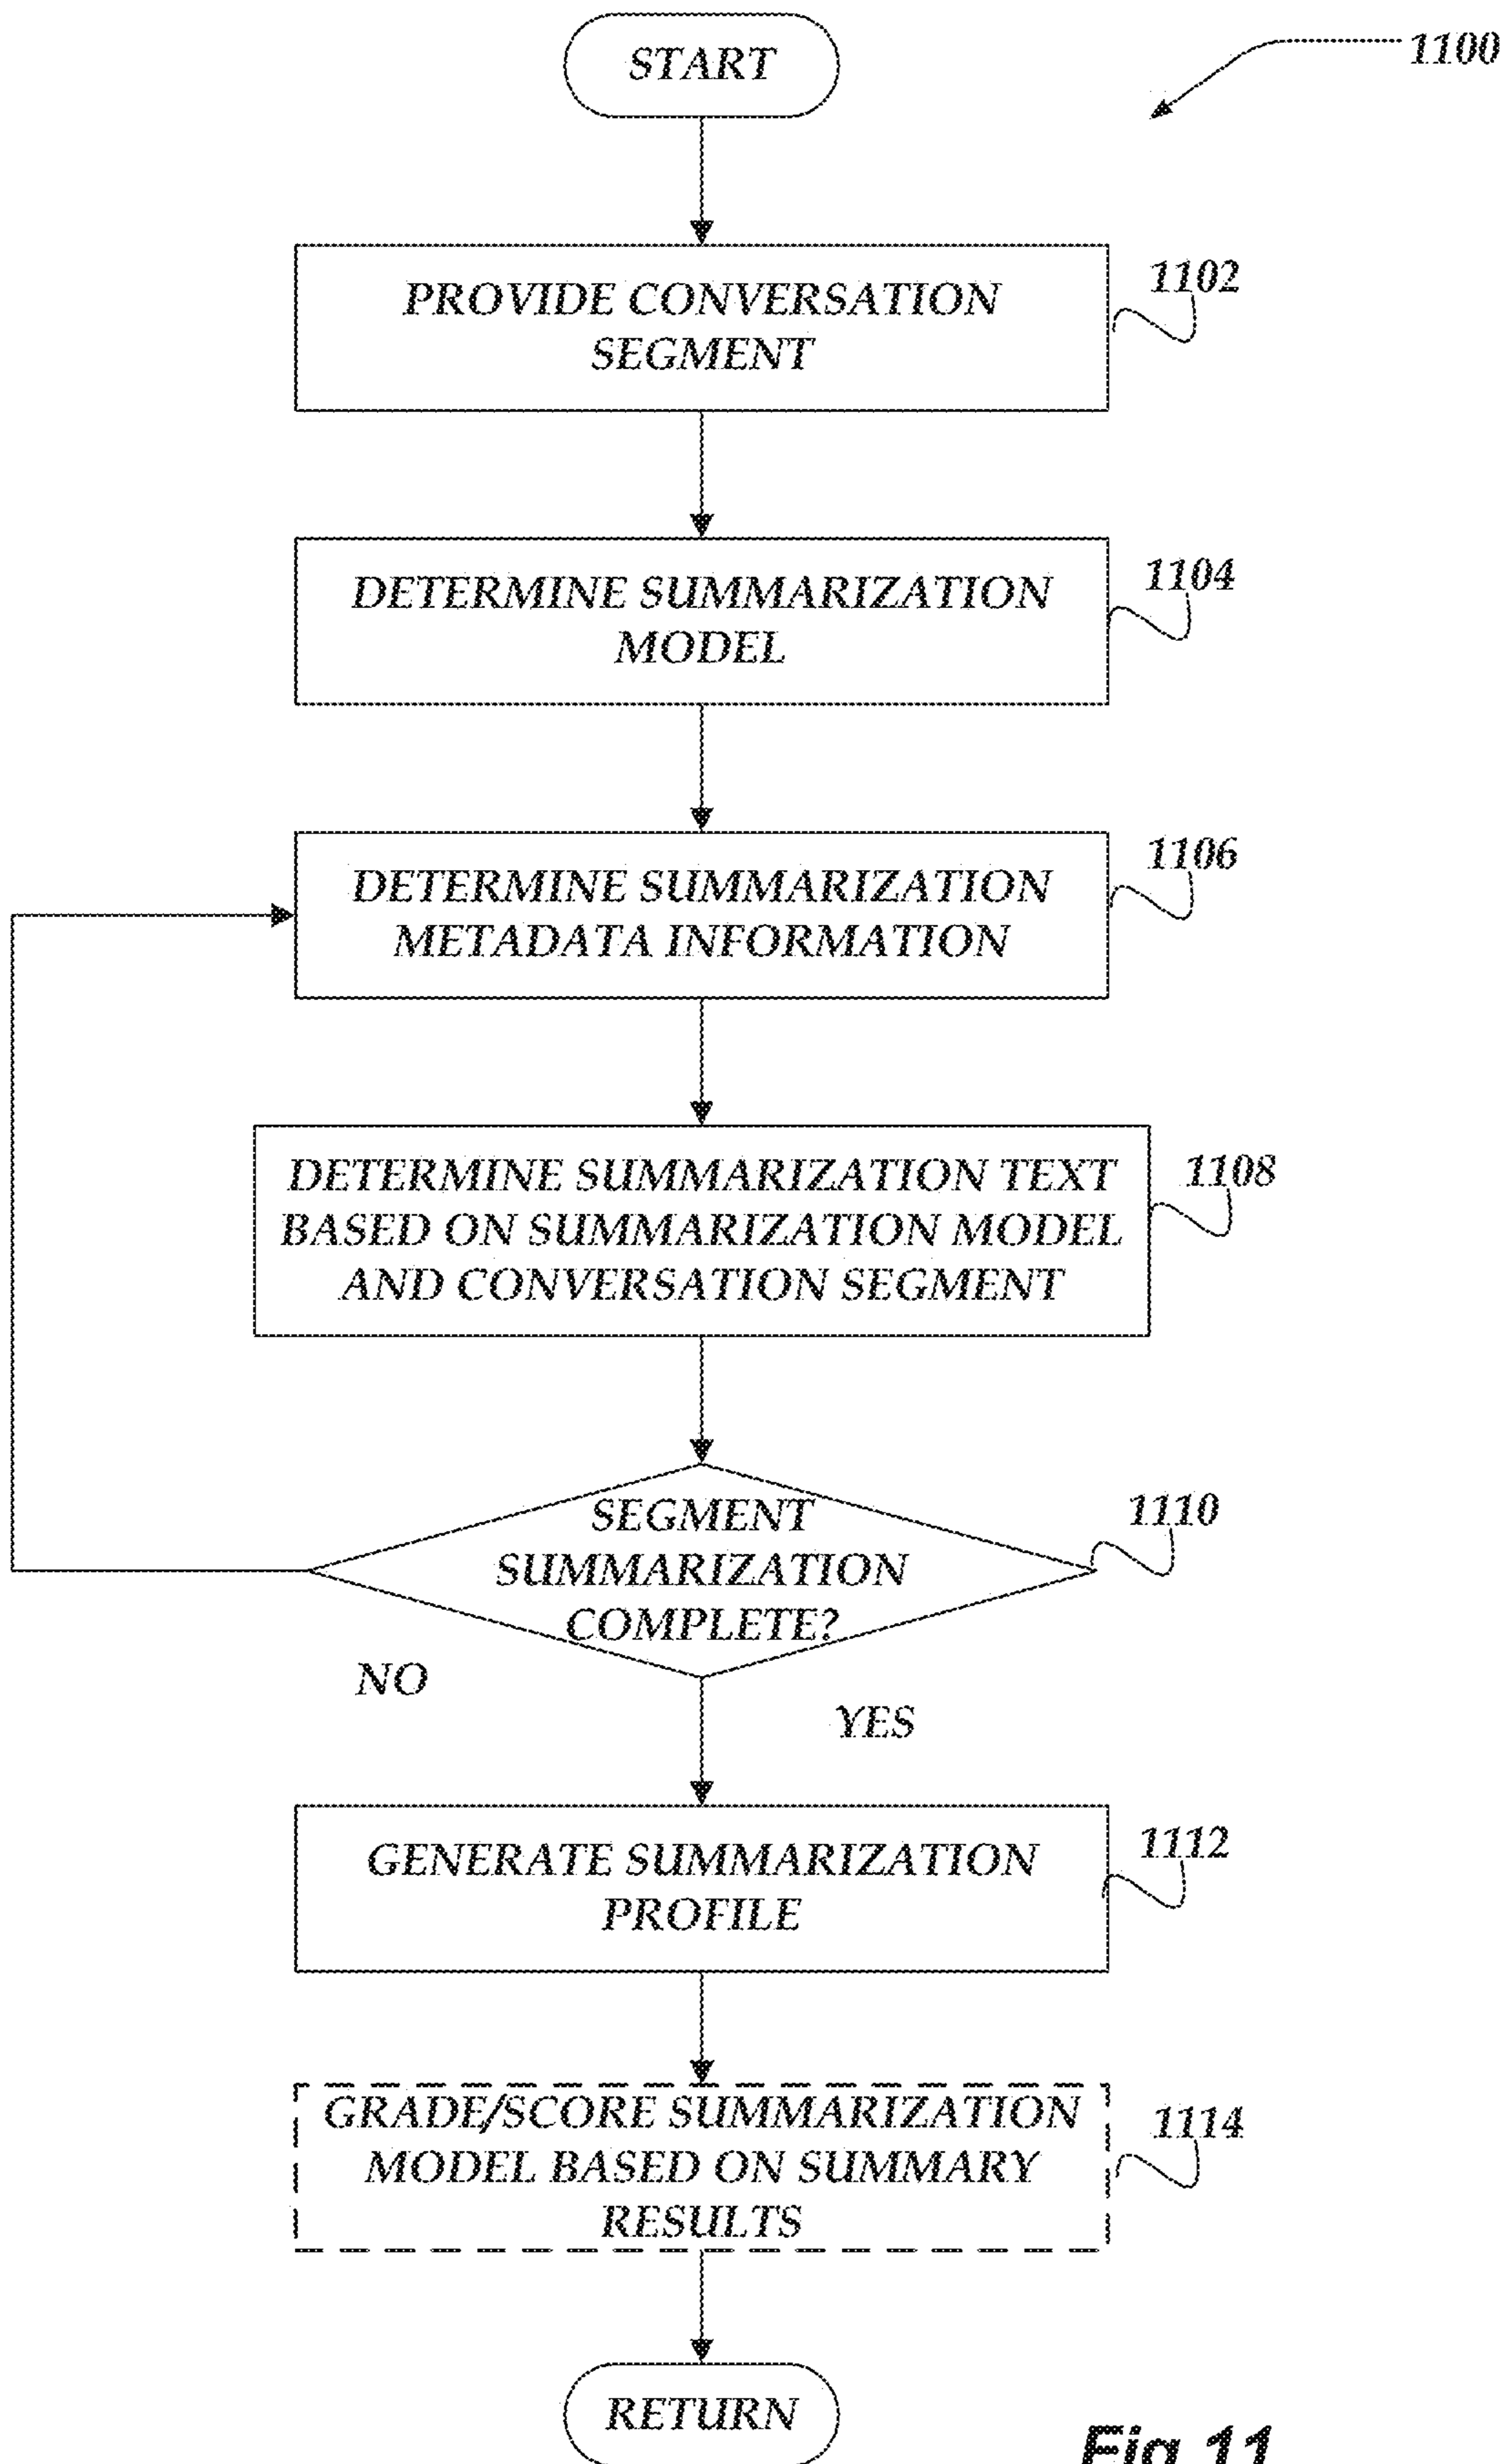 START
1100
PROVIDE CONVERSATION
SEGMENT
1102
DETERMINE SUMMARIZATION
MODEL
1104
DETERMINE SUMMARIZATION
METADATA INFORMATION
1106
DETERMINE SUMMARIZATION TEXT
BASED ON SUMMARIZATION MODEL
AND CONVERSATION SEGMENT
1108
SEGMENT
SUMMARIZATION
COMPLETE?
1110
NO
YES
GENERATE SUMMARIZATION
PROFILE
1112
GRADE/SCORE SUMMARIZATION
MODEL BASED ON SUMMARY
RESULTS
1114
RETURN
Fig 11